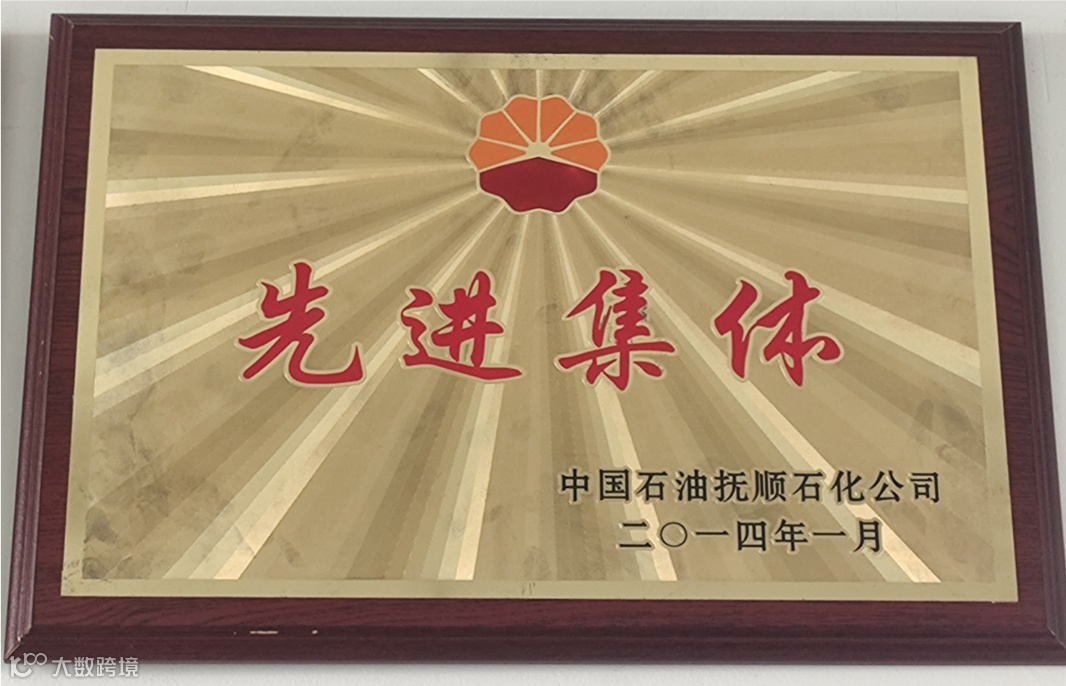 先进集体
中国石油抚顺石化公司
二〇一四年一月
大数跨境